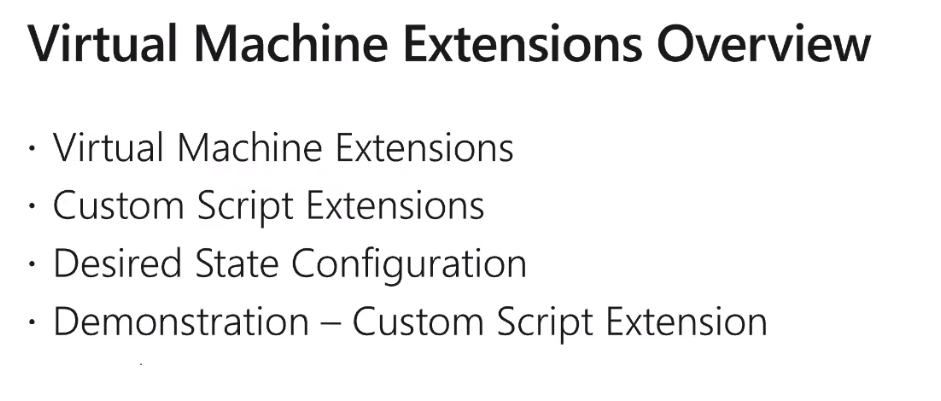 Virtual Machine Extensions Overview
· Virtual Machine Extensions
· Custom Script Extensions
· Desired State Configuration
· Demonstration – Custom Script Extension